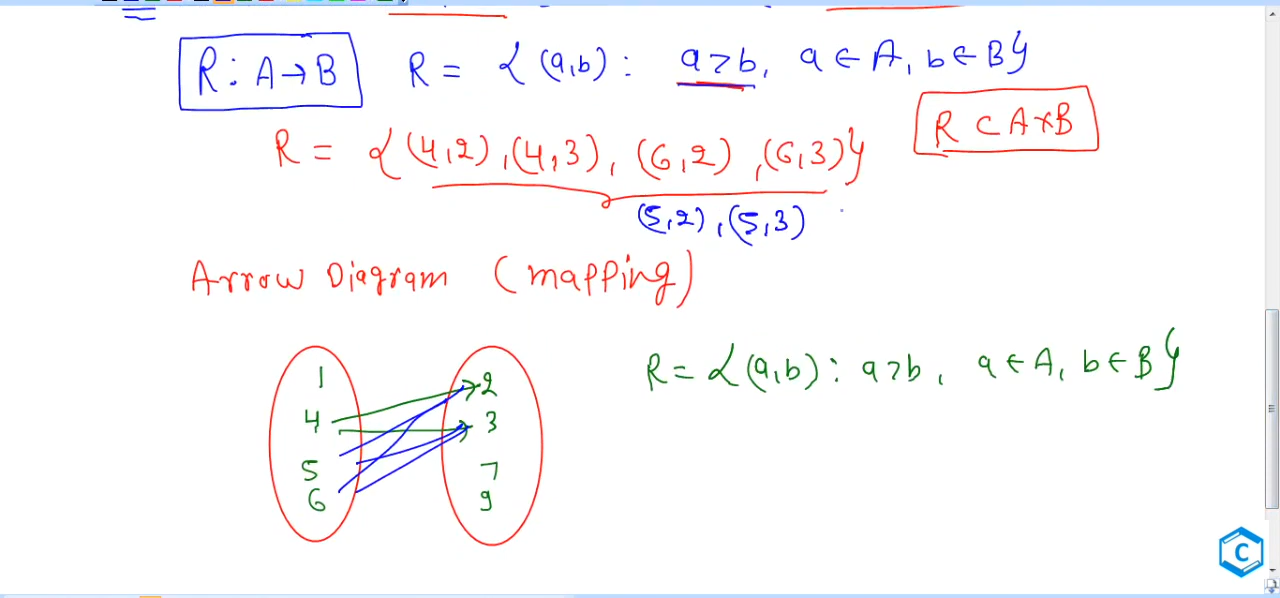 R : A → B R = { (a,b) : a > b, a ∈ A, b ∈ B }
R = { (4,2), (4,3), (6,2), (6,3) } R ⊂ A×B
(5,2), (5,3)
Arrow Diagram (mapping)
R = { (a,b) : a > b, a ∈ A, b ∈ B }
1 2
4 3
5 7
6 9
C